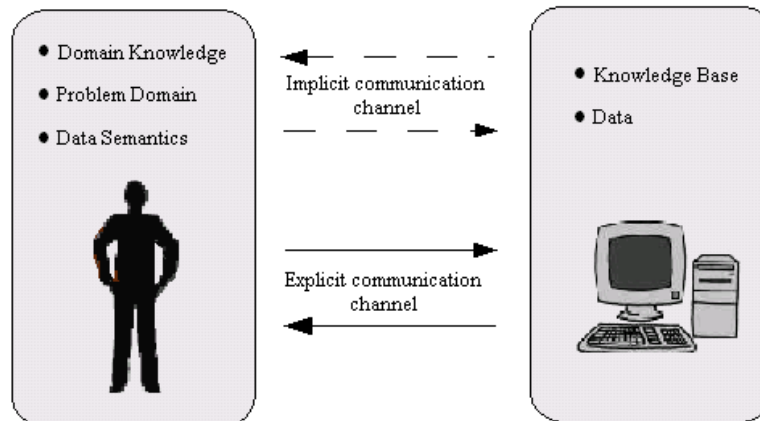 Domain Knowledge
Problem Domain
Data Semantics
Implicit communication
channel
Explicit communication
channel
Knowledge Base
Data